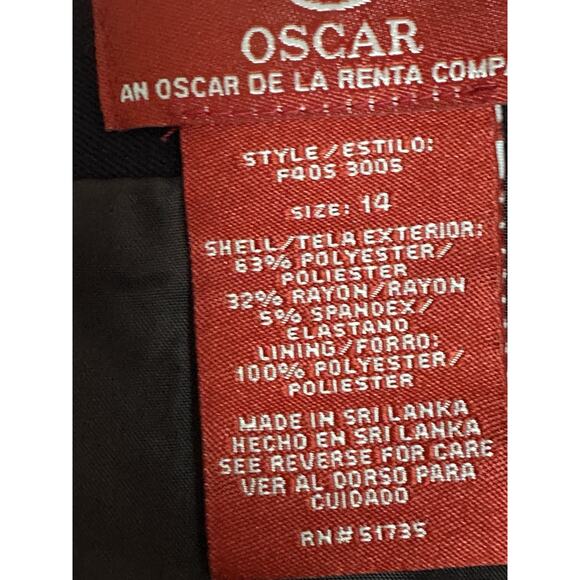 OSCAR
AN OSCAR DE LA RENTA
STYLE/ESTILO:
F40S 300S
SIZE: 14
SHELL/TELA EXTERIOR:
63% POLYESTER/
POLIESTER
32% RAYON/RAYON
5% SPANDEX/
ELASTANO
LINING/FORRO:
100% POLYESTER/
POLIESTER
MADE IN SRI LANKA
HECHO EN SRI LANKA
SEE REVERSE FOR CARE
VER AL DORSO PARA
CUIDADO
RN# 51735